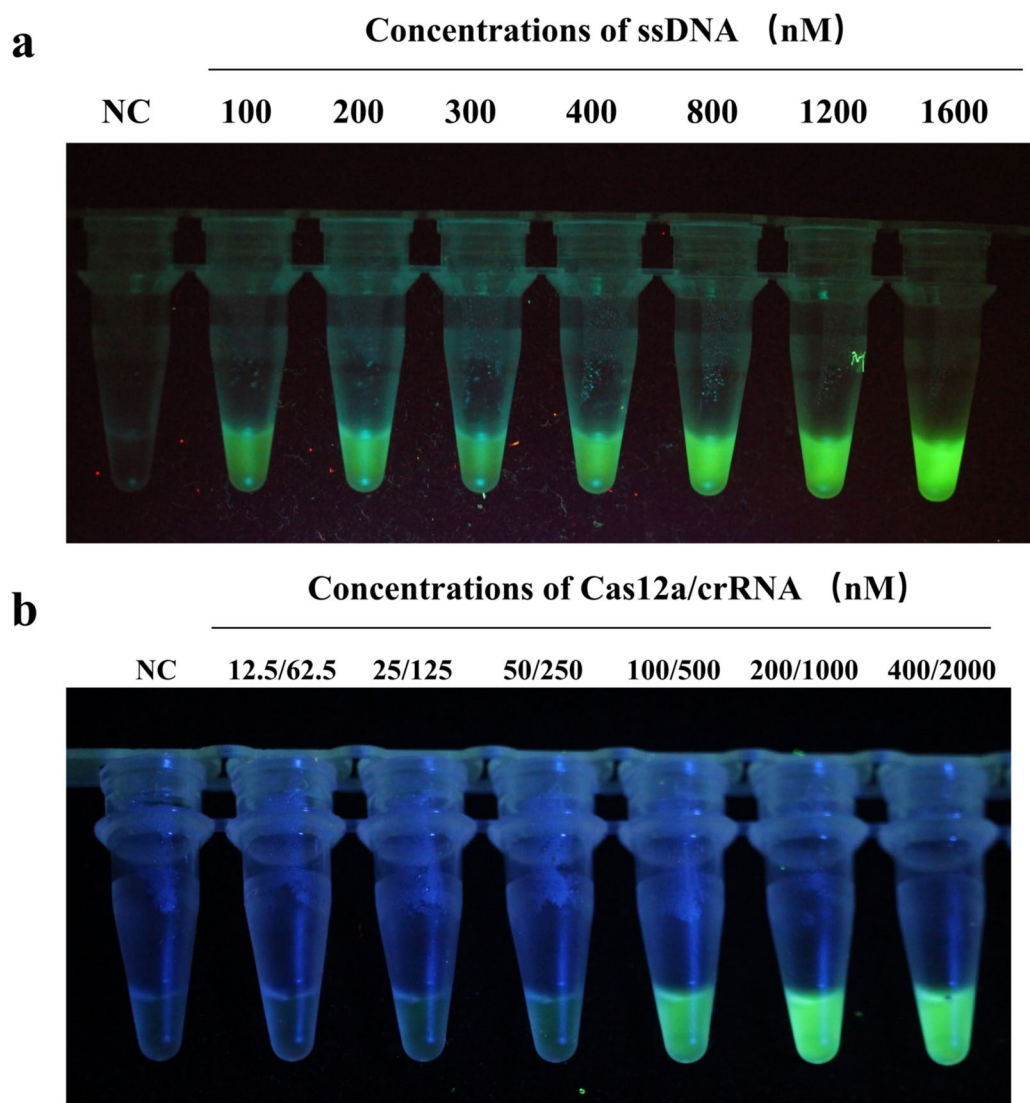 a
Concentrations of ssDNA （nM）
NC 100 200 300 400 800 1200 1600
b
Concentrations of Cas12a/crRNA （nM）
NC 12.5/62.5 25/125 50/250 100/500 200/1000 400/2000